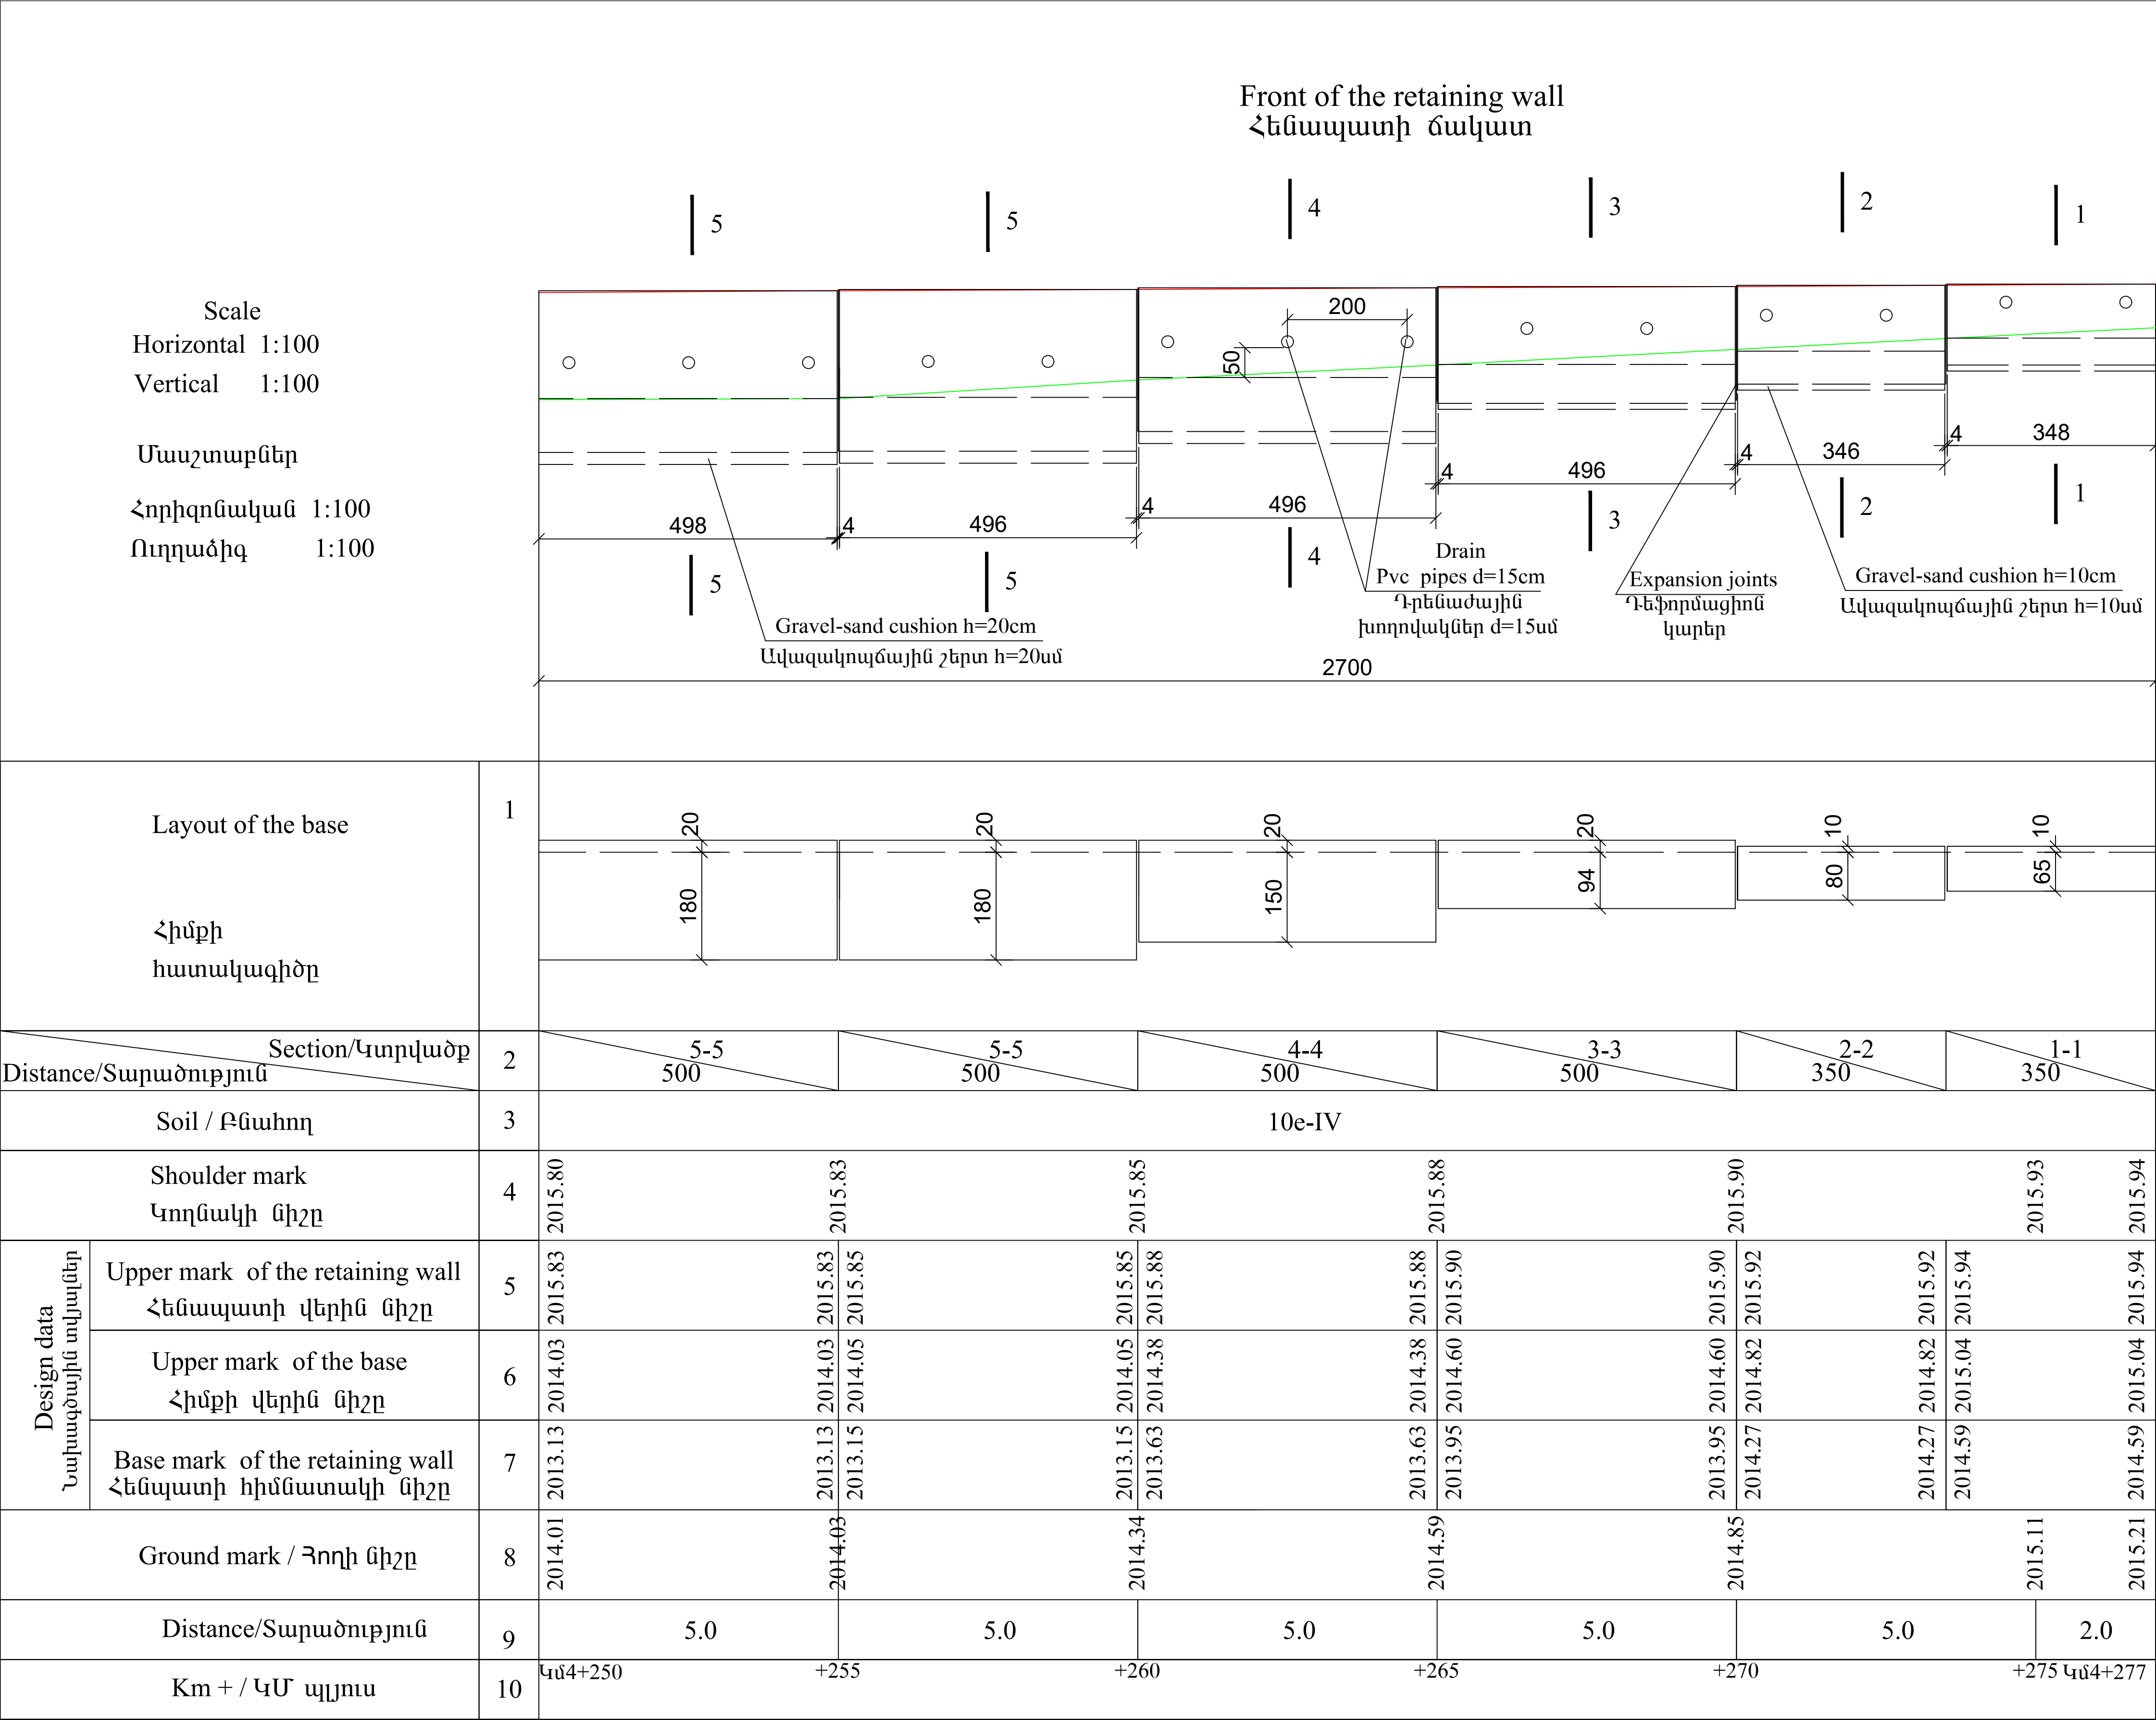 Front of the retaining wall
Հենապատի ճակատ
5 5 4 3 2 1
Scale
Horizontal 1:100
Vertical 1:100
Մասշտաբներ
Հորիզոնական 1:100
Ուղղաձիգ 1:100
200
50
498 4 496 4 496 4 496 4 346 4 348
5 5 4 3 2 1
Gravel-sand cushion h=20cm
Ավազակոպճային շերտ h=20սմ
Drain
Pvc pipes d=15cm
Դրենաժային
խողովակներ d=15սմ
Expansion joints
Դեֆորմացիոն
կարեր
Gravel-sand cushion h=10cm
Ավազակոպճային շերտ h=10սմ
2700
Layout of the base
Հիմքի
հատակագիծը
1
20 20 20 20 10 10
180 180 150 94 80 65
Section/Կտրվածք
Distance/Տարածություն
2
5-5 5-5 4-4 3-3 2-2 1-1
500 500 500 500 350 350
Soil / Բնահող 3 10e-IV
Shoulder mark
Կողնակի նիշը
4
2015.80 2015.83 2015.85 2015.88 2015.90 2015.93 2015.94
Design data
Նախագծային տվյալներ
Upper mark of the retaining wall
Հենապատի վերին նիշը
5
2015.83 2015.83 2015.85 2015.85 2015.88 2015.88 2015.90 2015.90 2015.92 2015.92 2015.94 2015.94
Upper mark of the base
Հիմքի վերին նիշը
6
2014.03 2014.03 2014.05 2014.05 2014.38 2014.38 2014.60 2014.60 2014.82 2014.82 2015.04 2015.04
Base mark of the retaining wall
Հենպատի հիմնատակի նիշը
7
2013.13 2013.13 2013.15 2013.15 2013.63 2013.63 2013.95 2013.95 2014.27 2014.27 2014.59 2014.59
Ground mark / Հողի նիշը 8
2014.01 2014.03 2014.34 2014.59 2014.85 2015.11 2015.21
Distance/Տարածություն 9 5.0 5.0 5.0 5.0 5.0 2.0
Km + / ԿՄ պլյուս 10 Կմ4+250 +255 +260 +265 +270 +275 Կմ4+277